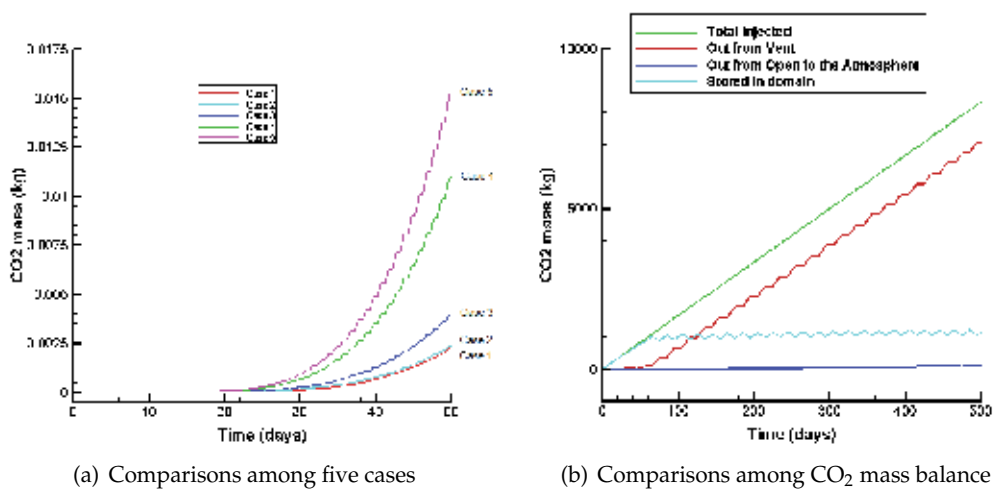 0.0175
0.015
0.0125
0.01
0.0075
0.005
0.0025
0
CO2 mass (kg)
Case 1
Case 2
Case 3
Case 4
Case 5
Case 5
Case 4
Case 3
Case 2
Case 1
0 10 20 30 40 50
Time (days)
(a) Comparisons among five cases
Total Injected
Out from Vent
Out from Open to the Atmosphere
Stored in domain
10000
5000
0
CO2 mass (kg)
0 100 200 300 400 500
Time (days)
(b) Comparisons among CO₂ mass balance